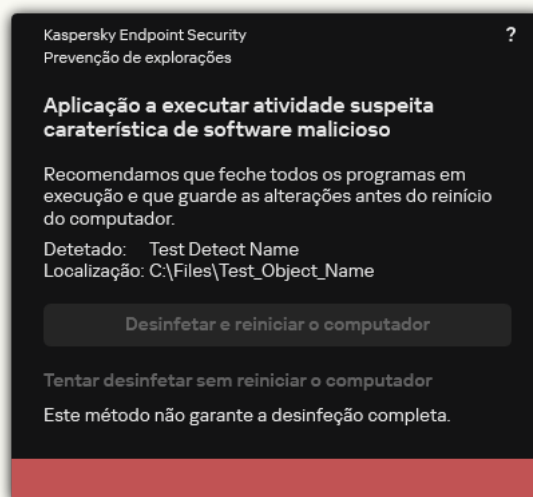 Kaspersky Endpoint Security
?
Prevenção de explorações
Aplicação a executar atividade suspeita
caraterística de software malicioso
Recomendamos que feche todos os programas em
execução e que guarde as alterações antes do reinício
do computador.
Detetado: Test Detect Name
Localização: C:\Files\Test_Object_Name
Desinfetar e reiniciar o computador
Tentar desinfetar sem reiniciar o computador
Este método não garante a desinfeção completa.